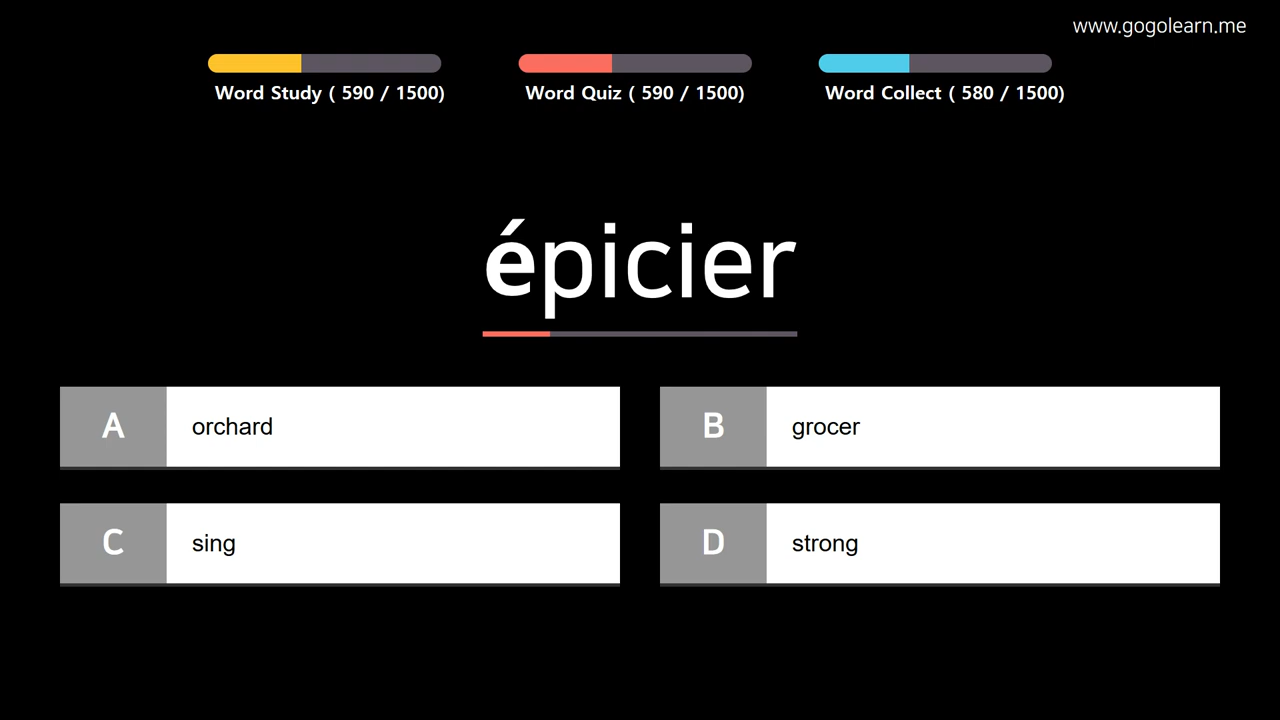 www.gogolearn.me
Word Study ( 590 / 1500)
Word Quiz ( 590 / 1500)
Word Collect ( 580 / 1500)
épicier
A
orchard
B
grocer
C
sing
D
strong